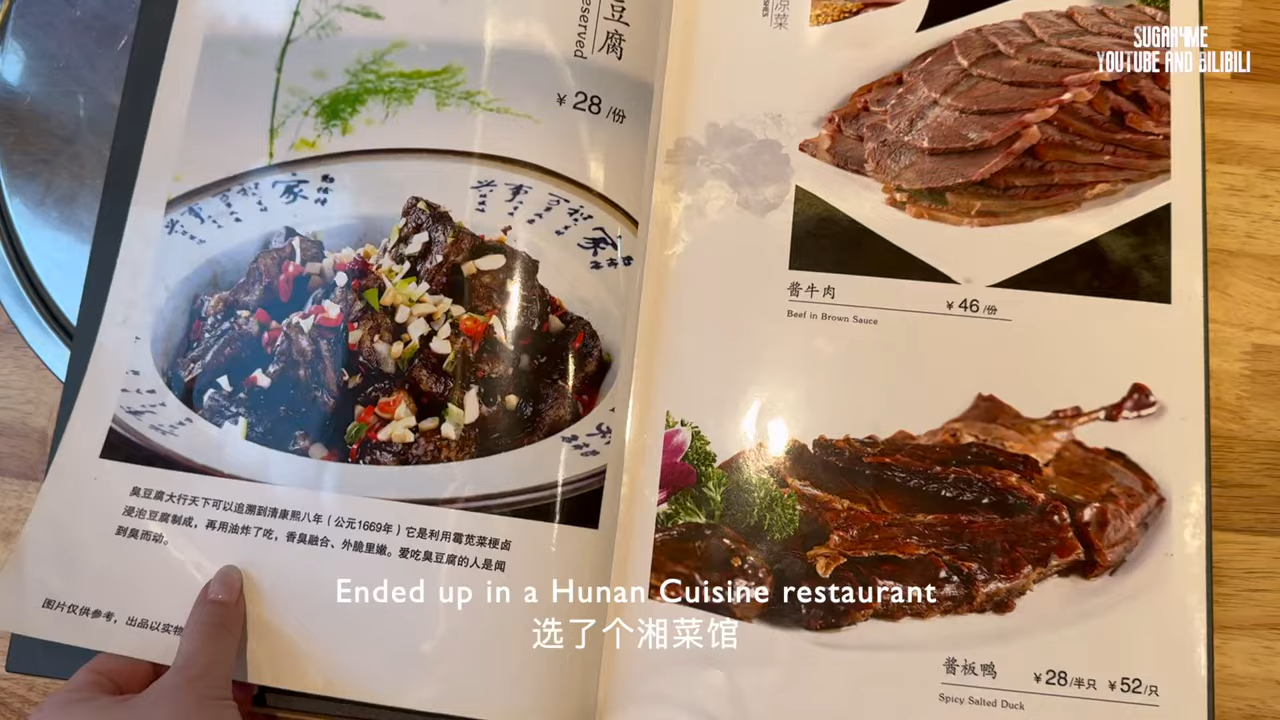 豆腐
eserved
¥ 28 /份
家
臭豆腐大行天下可以追溯到清康熙八年（公元1669年）它是利用霉苋菜梗卤
浸泡豆腐制成，再用油炸了吃，香臭融合、外脆里嫩。爱吃臭豆腐的人是闻
到臭而动。
图片仅供参考，出品以实物
凉菜
酱牛肉 ¥ 46 /份
Beef in Brown Sauce
酱板鸭 ¥ 28 /半只 ¥ 52 /只
Spicy Salted Duck
SUGAR4ME
YOUTUBE AND BILIBILI
Ended up in a Hunan Cuisine restaurant
选了个湘菜馆